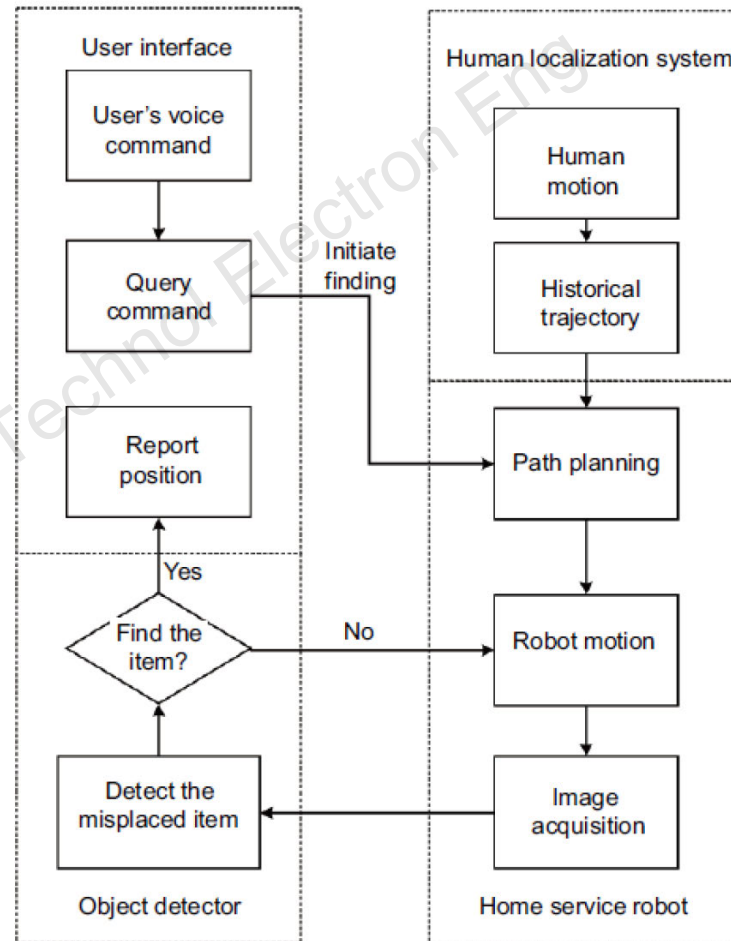 User interface
User's voice
command
Query
command
Report
position
Yes
Find the
item?
Detect the
misplaced item
Object detector
Initiate
finding
No
Human localization system
Human
motion
Historical
trajectory
Path planning
Robot motion
Image
acquisition
Home service robot
Technol Electron Eng